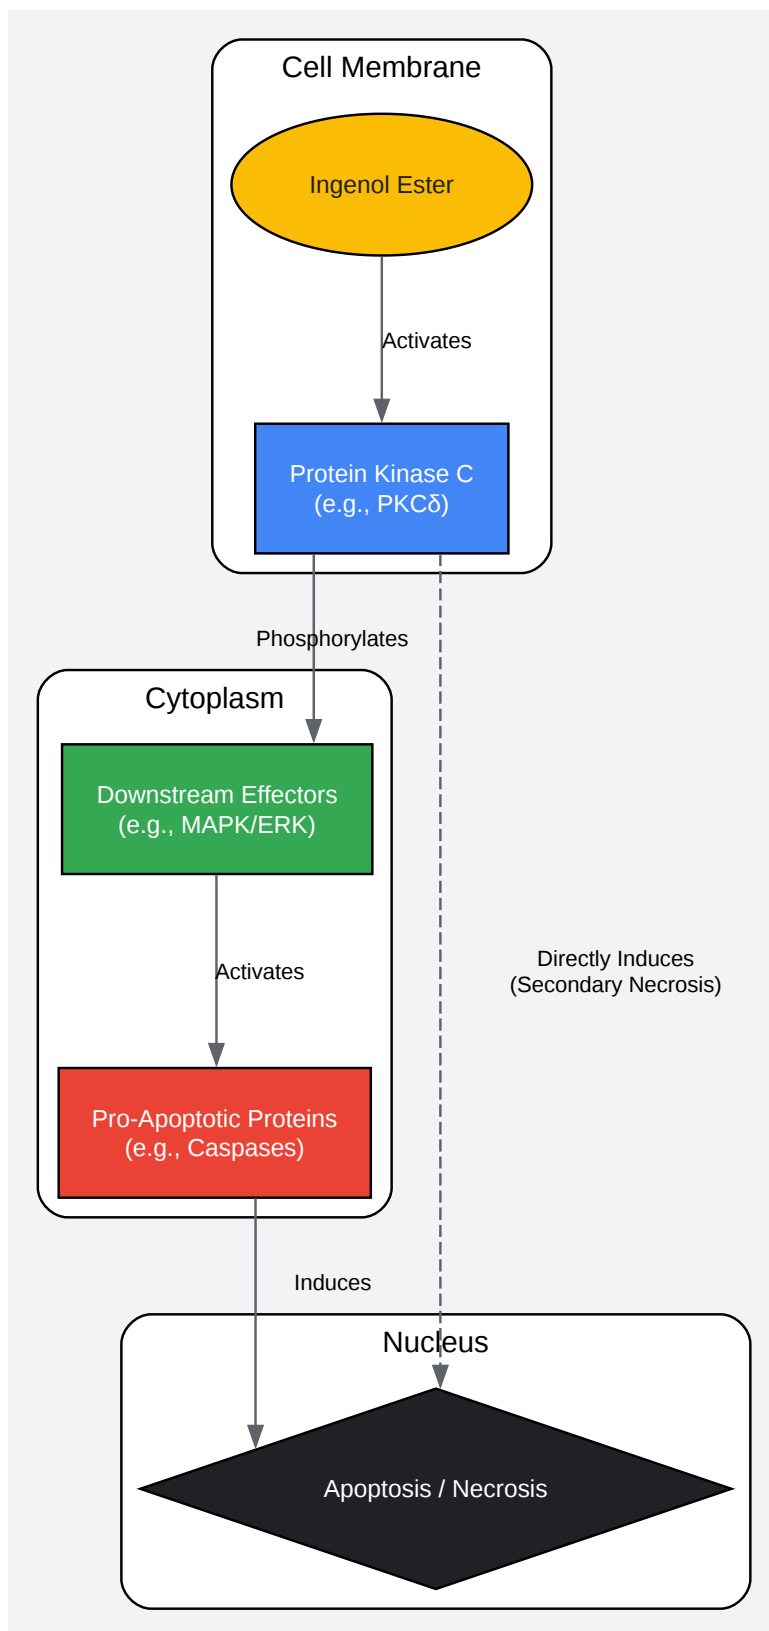 Cell Membrane
Ingenol Ester
Activates
Protein Kinase C
(e.g., PKCδ)
Phosphorylates
Cytoplasm
Downstream Effectors
(e.g., MAPK/ERK)
Activates
Directly Induces
(Secondary Necrosis)
Pro-Apoptotic Proteins
(e.g., Caspases)
Induces
Nucleus
Apoptosis / Necrosis